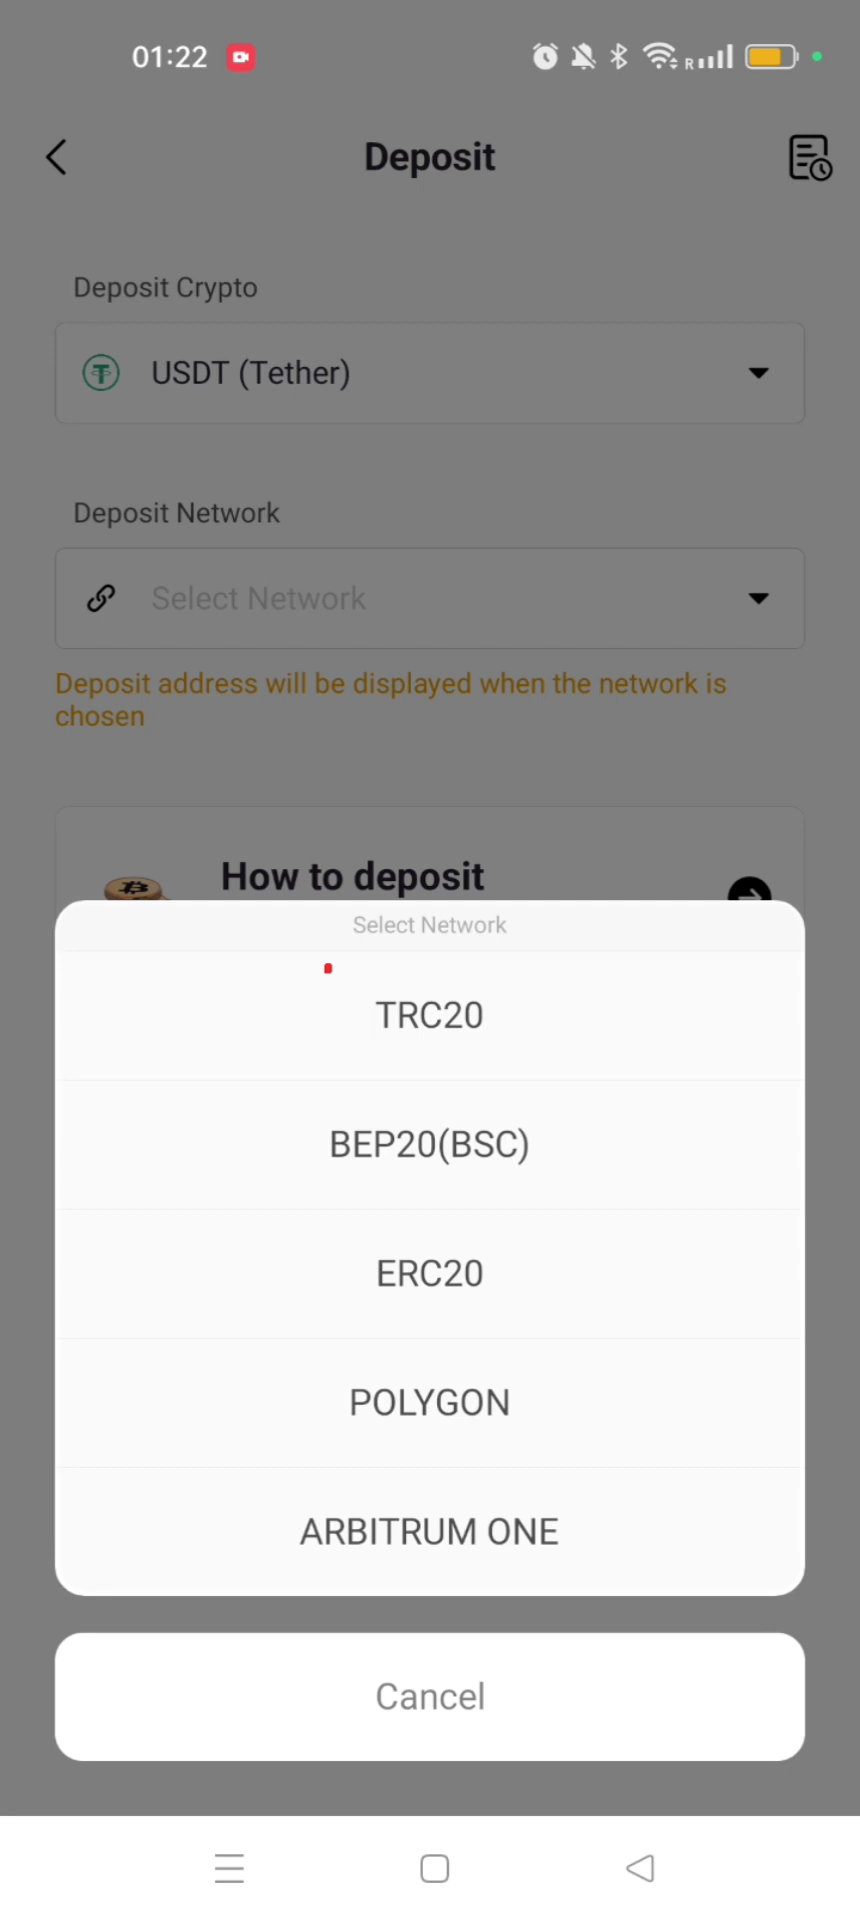 01:22
R
Deposit
Deposit Crypto
USDT (Tether)
Deposit Network
Select Network
Deposit address will be displayed when the network is
chosen
How to deposit
Select Network
TRC20
BEP20(BSC)
ERC20
POLYGON
ARBITRUM ONE
Cancel